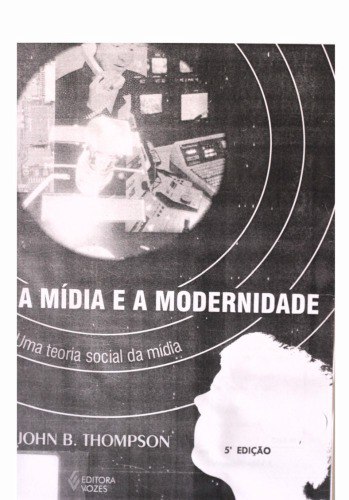 A MÍDIA E A MODERNIDADE
Uma teoria social da mídia
JOHN B. THOMPSON
5ª EDIÇÃO
EDITORA
VOZES